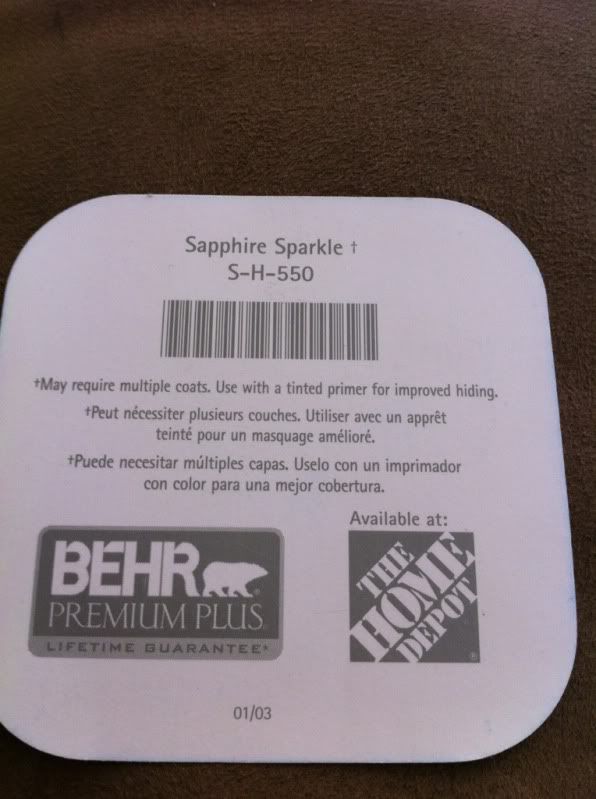 Sapphire Sparkle †
S-H-550
†May require multiple coats. Use with a tinted primer for improved hiding.
†Peut nécessiter plusieurs couches. Utiliser avec un apprêt
teinté pour un masquage amélioré.
†Puede necesitar múltiples capas. Uselo con un imprimador
con color para una mejor cobertura.
BEHR®
PREMIUM PLUS®
LIFETIME GUARANTEE*
Available at:
THE
HOME
DEPOT
®
01/03